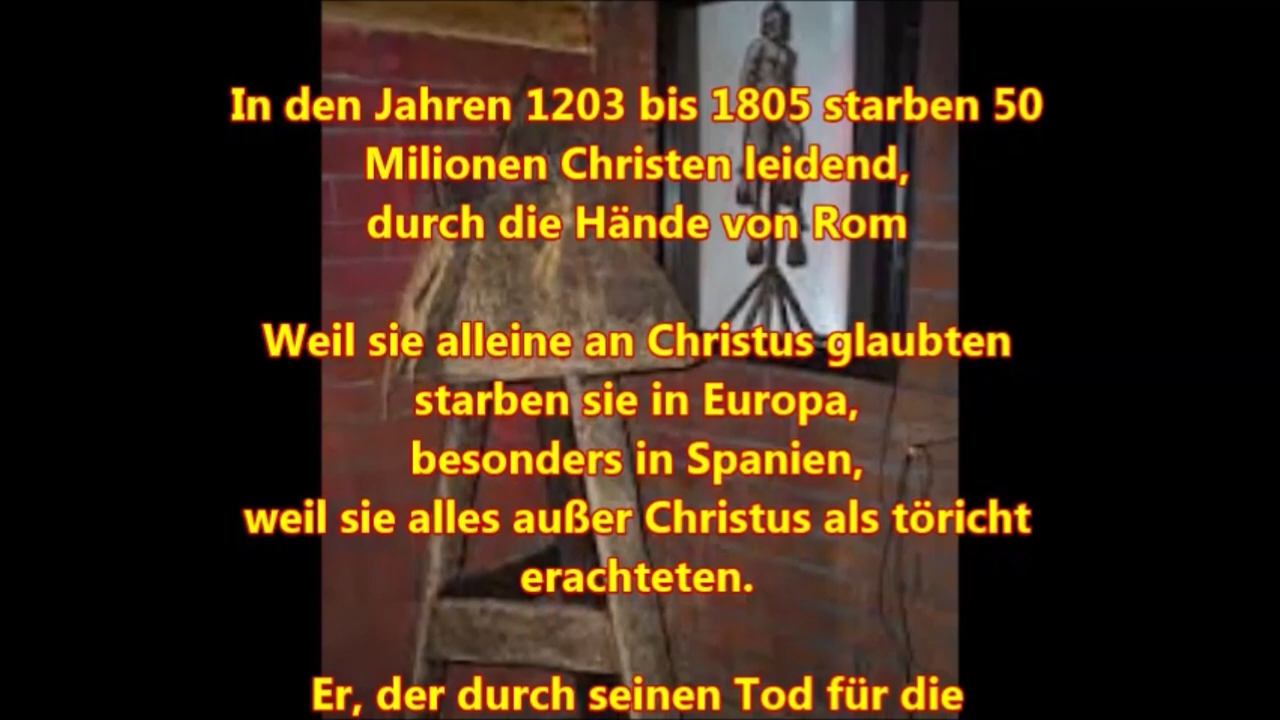 In den Jahren 1203 bis 1805 starben 50
Milionen Christen leidend,
durch die Hände von Rom
Weil sie alleine an Christus glaubten
starben sie in Europa,
besonders in Spanien,
weil sie alles außer Christus als töricht
erachteten.
Er, der durch seinen Tod für die